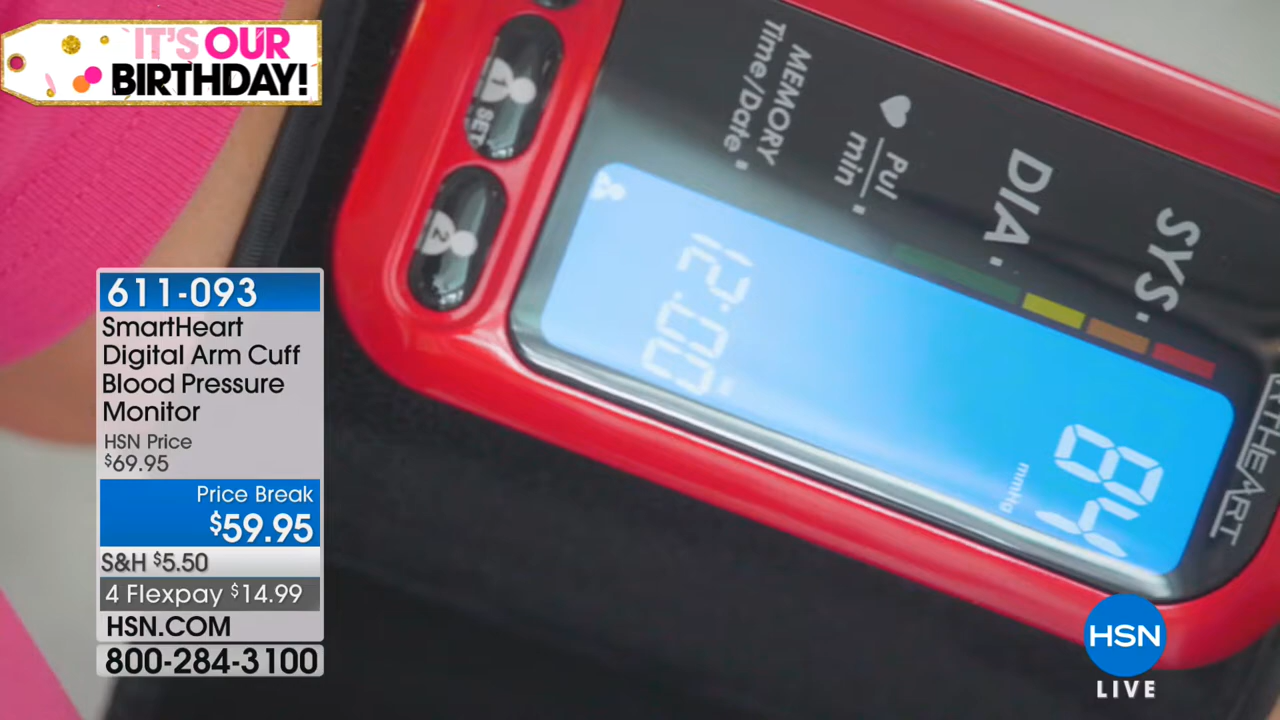 IT'S OUR
BIRTHDAY!
611-093
SmartHeart
Digital Arm Cuff
Blood Pressure
Monitor
HSN Price
$69.95
Price Break
$59.95
S&H $5.50
4 Flexpay $14.99
HSN.COM
800-284-3100
1
SET
2
MEMORY
Time/Date
Pul
min
DIA.
SYS.
12:00
84
mmHg
RTHEART
HSN
LIVE